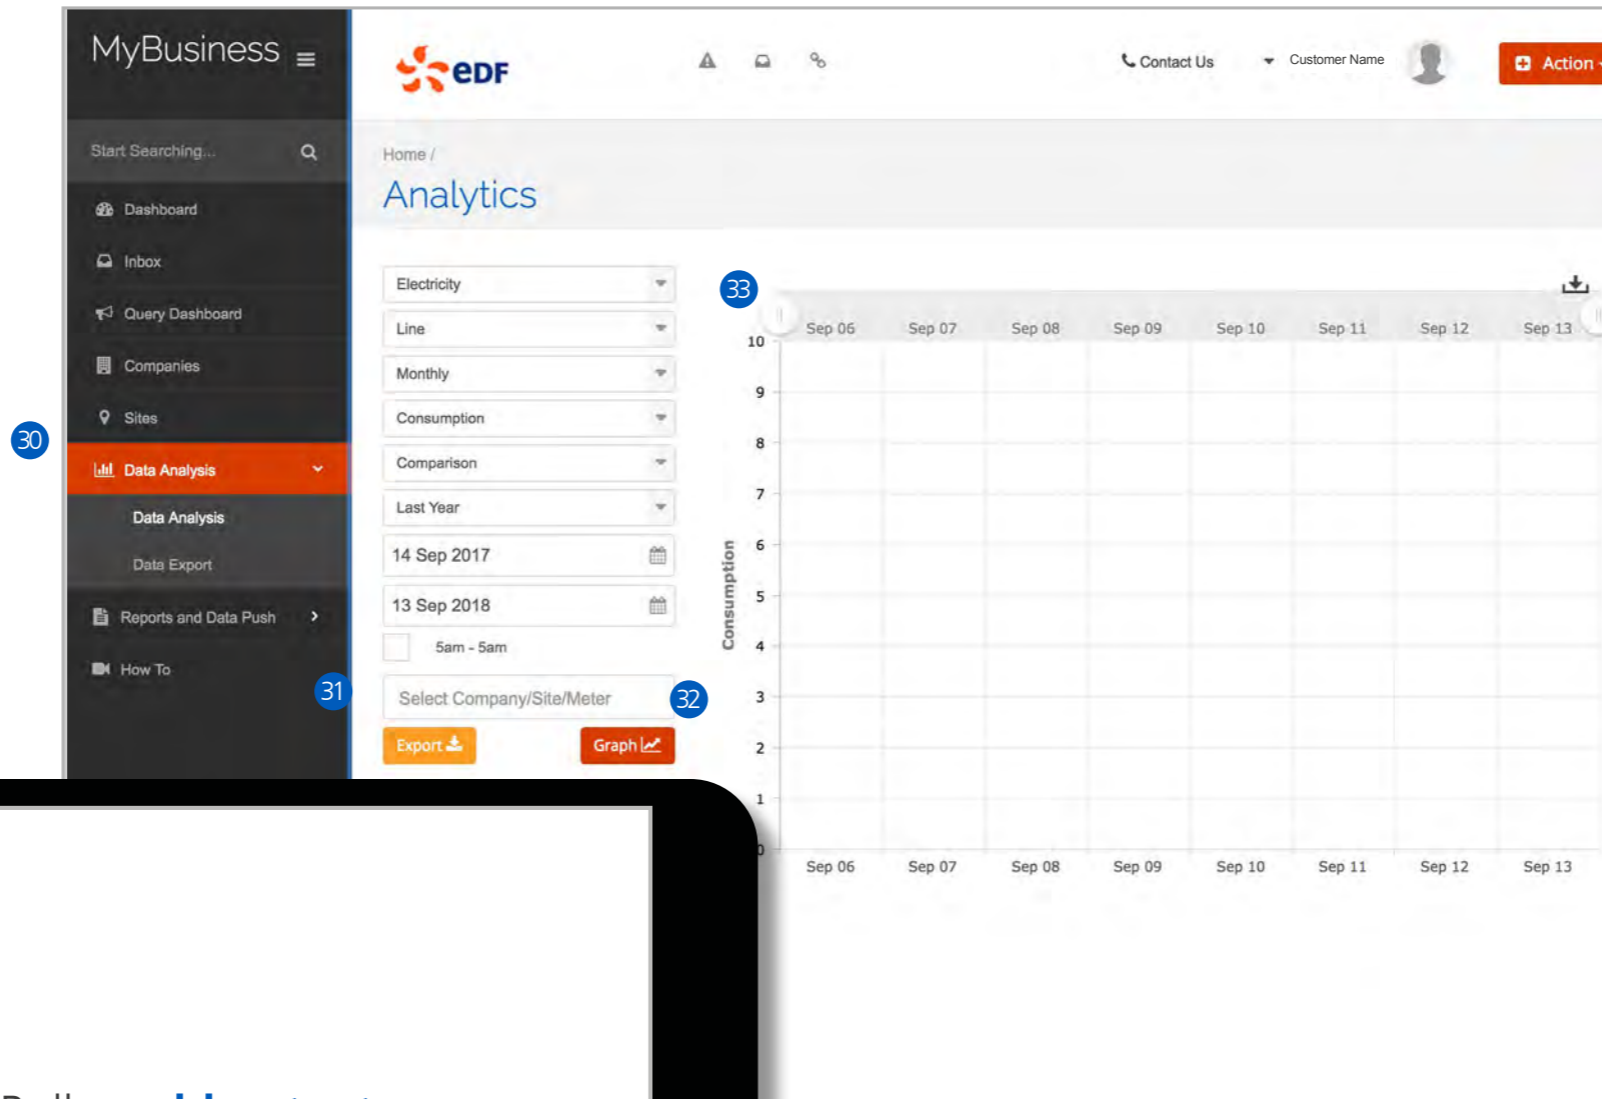 MyBusiness
edF
Contact Us
Customer Name
Action
Start Searching...
Home /
Analytics
Dashboard
Inbox
Query Dashboard
Companies
Sites
30
Data Analysis
Data Analysis
Data Export
Reports and Data Push
How To
Electricity
Line
Monthly
Consumption
Comparison
Last Year
14 Sep 2017
13 Sep 2018
5am - 5am
31
Select Company/Site/Meter
32
Export
Graph
33
Sep 06 Sep 07 Sep 08 Sep 09 Sep 10 Sep 11 Sep 12 Sep 13
10
9
8
7
6
5
4
3
2
1
0
Consumption
Sep 06 Sep 07 Sep 08 Sep 09 Sep 10 Sep 11 Sep 12 Sep 13